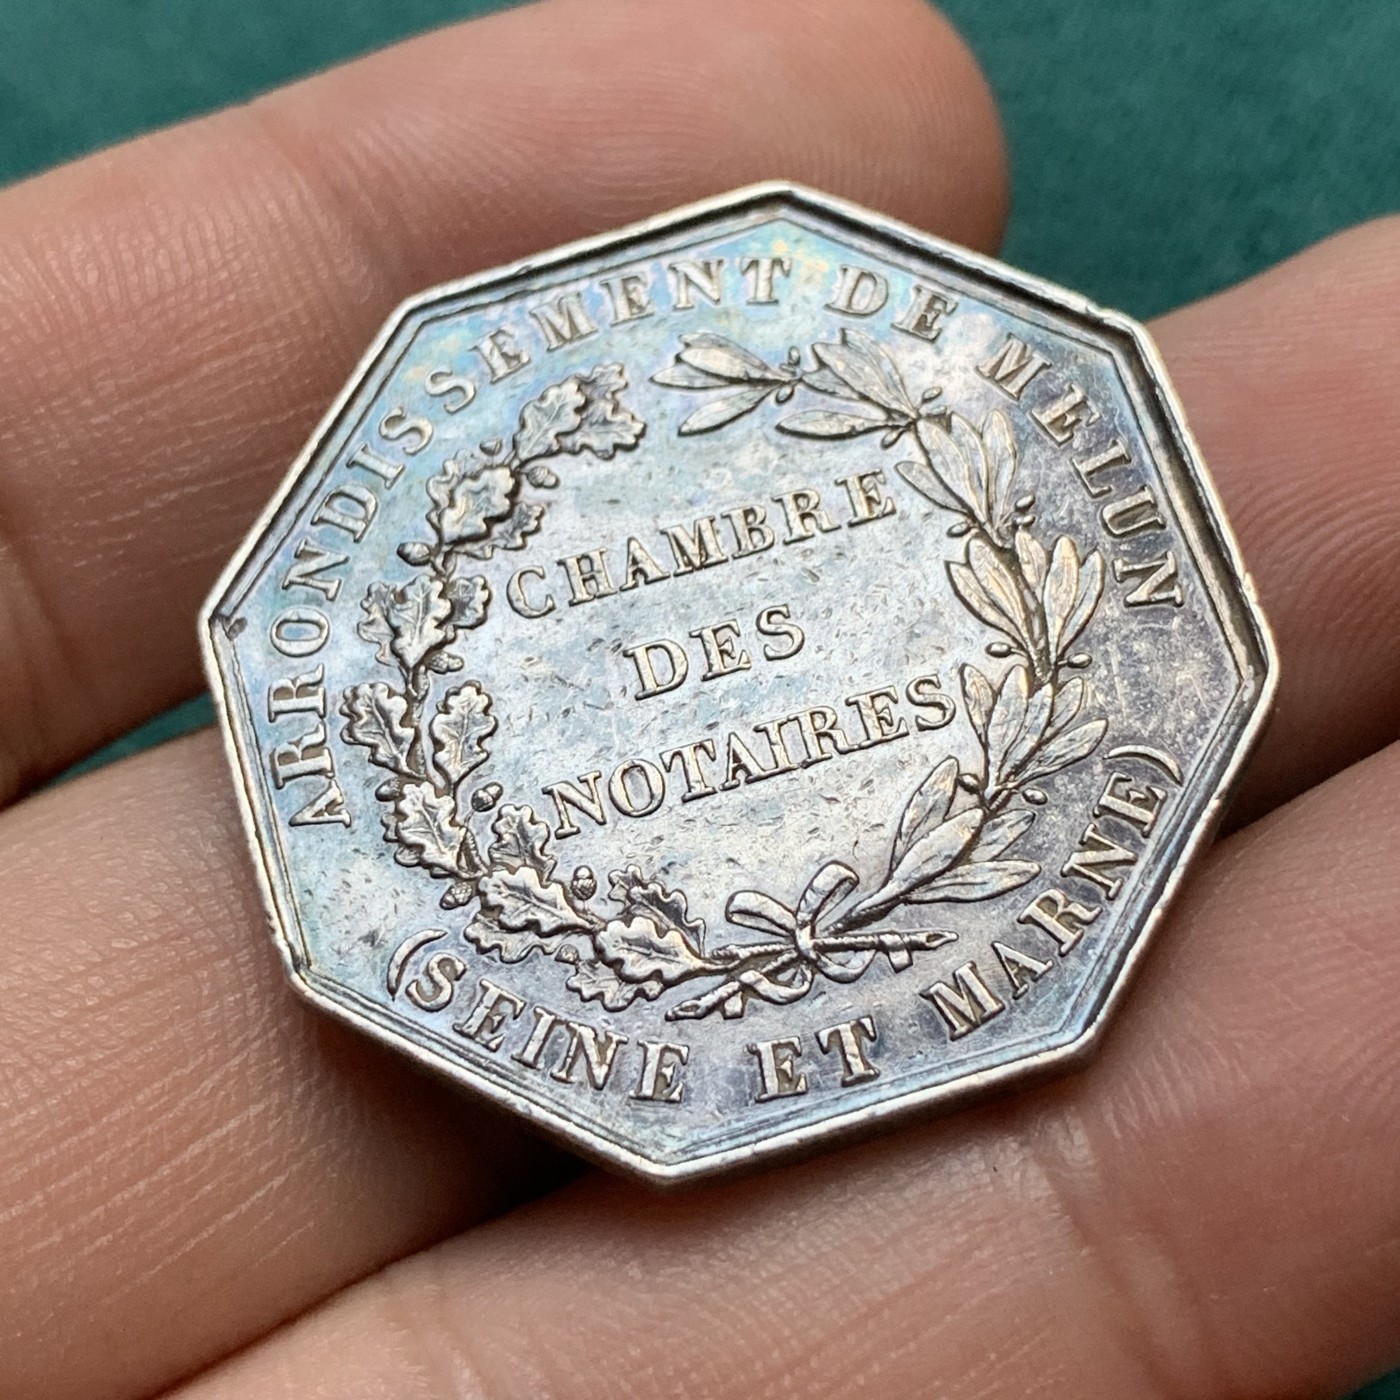 ARRONDISSEMENT DE MELUN
CHAMBRE
DES
NOTAIRES
(SEINE ET MARNE)